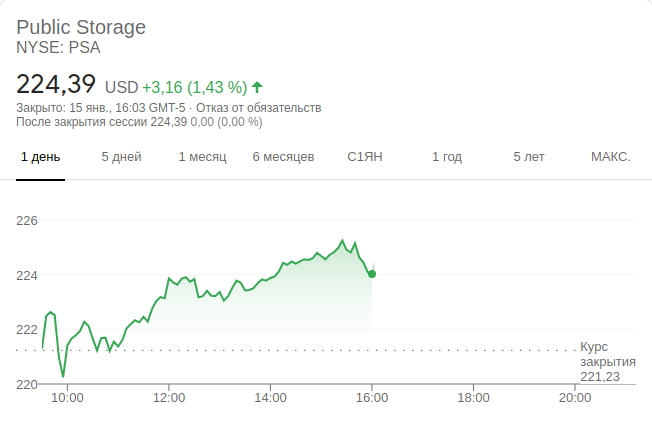 Public Storage
NYSE: PSA
224,39 USD +3,16 (1,43 %)
Закрыто: 15 янв., 16:03 GMT-5 · Отказ от обязательств
После закрытия сессии 224,39 0,00 (0,00 %)
1 день 5 дней 1 месяц 6 месяцев С1ЯН 1 год 5 лет МАКС.
226
224
222
Курс
закрытия
221,23
220
10:00 12:00 14:00 16:00 18:00 20:00